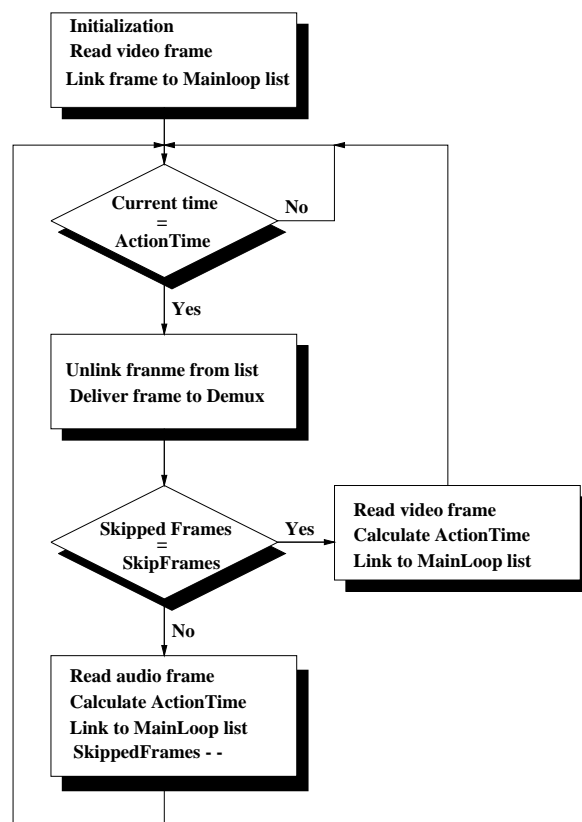 Initialization
Read video frame
Link frame to Mainloop list
Current time
=
ActionTime
No
Yes
Unlink franme from list
Deliver frame to Demux
Skipped Frames
=
SkipFrames
Yes
Read video frame
Calculate ActionTime
Link to MainLoop list
No
Read audio frame
Calculate ActionTime
Link to MainLoop list
SkippedFrames - -